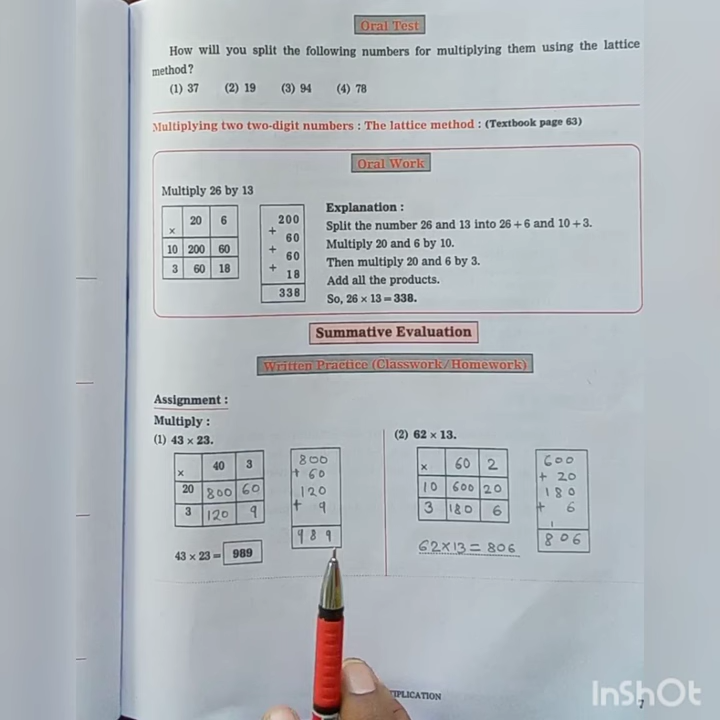 Oral Test
How will you split the following numbers for multiplying them using the lattice
method?
(1) 37 (2) 19 (3) 94 (4) 78
Multiplying two two-digit numbers : The lattice method : (Textbook page 63)
Oral Work
Multiply 26 by 13
× 20 6
10 200 60
3 60 18
200
+ 60
+ 60
+ 18
338
Explanation :
Split the number 26 and 13 into 26 + 6 and 10 + 3.
Multiply 20 and 6 by 10.
Then multiply 20 and 6 by 3.
Add all the products.
So, 26 × 13 = 338.
Summative Evaluation
Written Practice (Classwork/Homework)
Assignment :
Multiply :
(1) 43 × 23.
× 40 3
20 800 60
3 120 9
800
+ 60
120
+ 9
989
43 × 23 = 989
(2) 62 × 13.
× 60 2
10 600 20
3 180 6
600
+ 20
180
+ 6
1
806
62×13 = 806
IPLICATION
7
InShOt